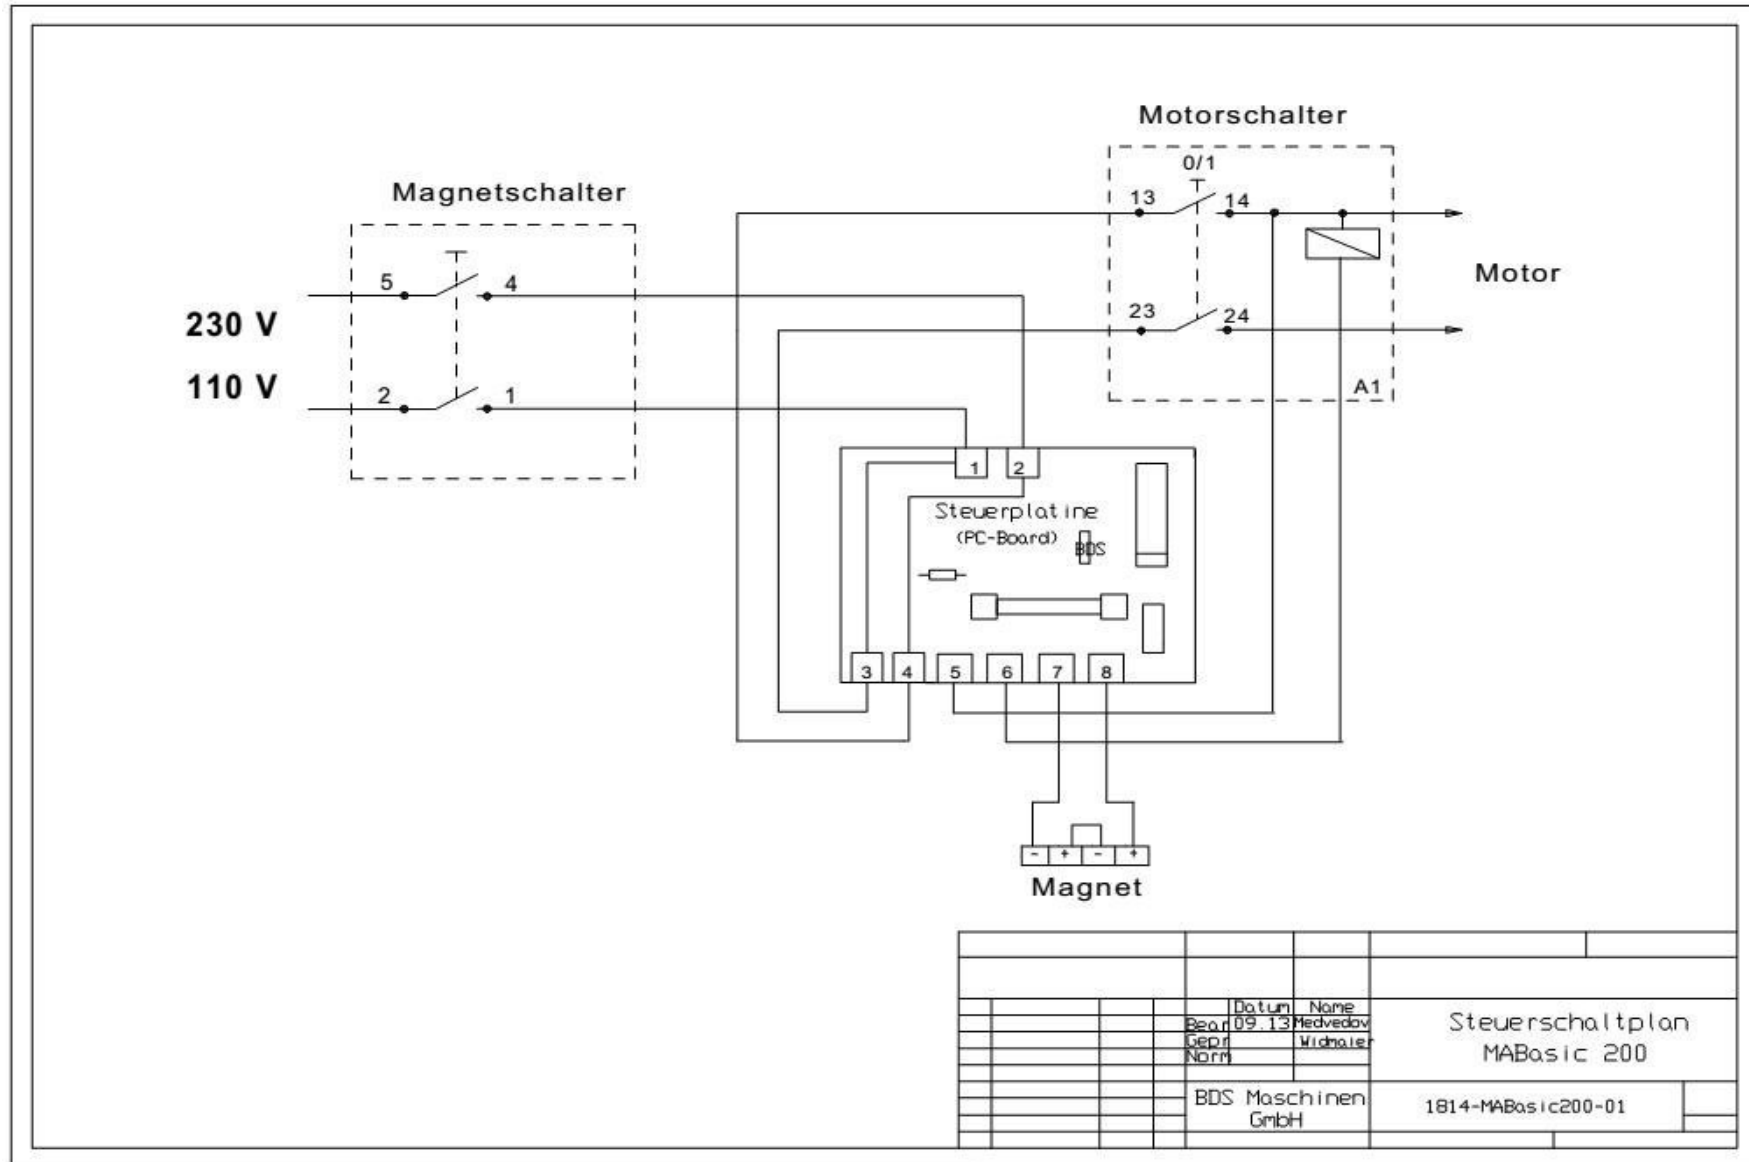 Motorschalter
0/1
13
14
Magnetschalter
5
4
230 V
Motor
23
24
110 V
2
1
A1
1
2
Steuerplatine
(PC-Board)
BDS
3
4
5
6
7
8
- + - +
Magnet
Datum Name
Bear 09.13 Medvedov
Gepr Widmaier
Norm
Steuerschaltplan
MABasic 200
BDS Maschinen
GmbH
1814-MABasic200-01